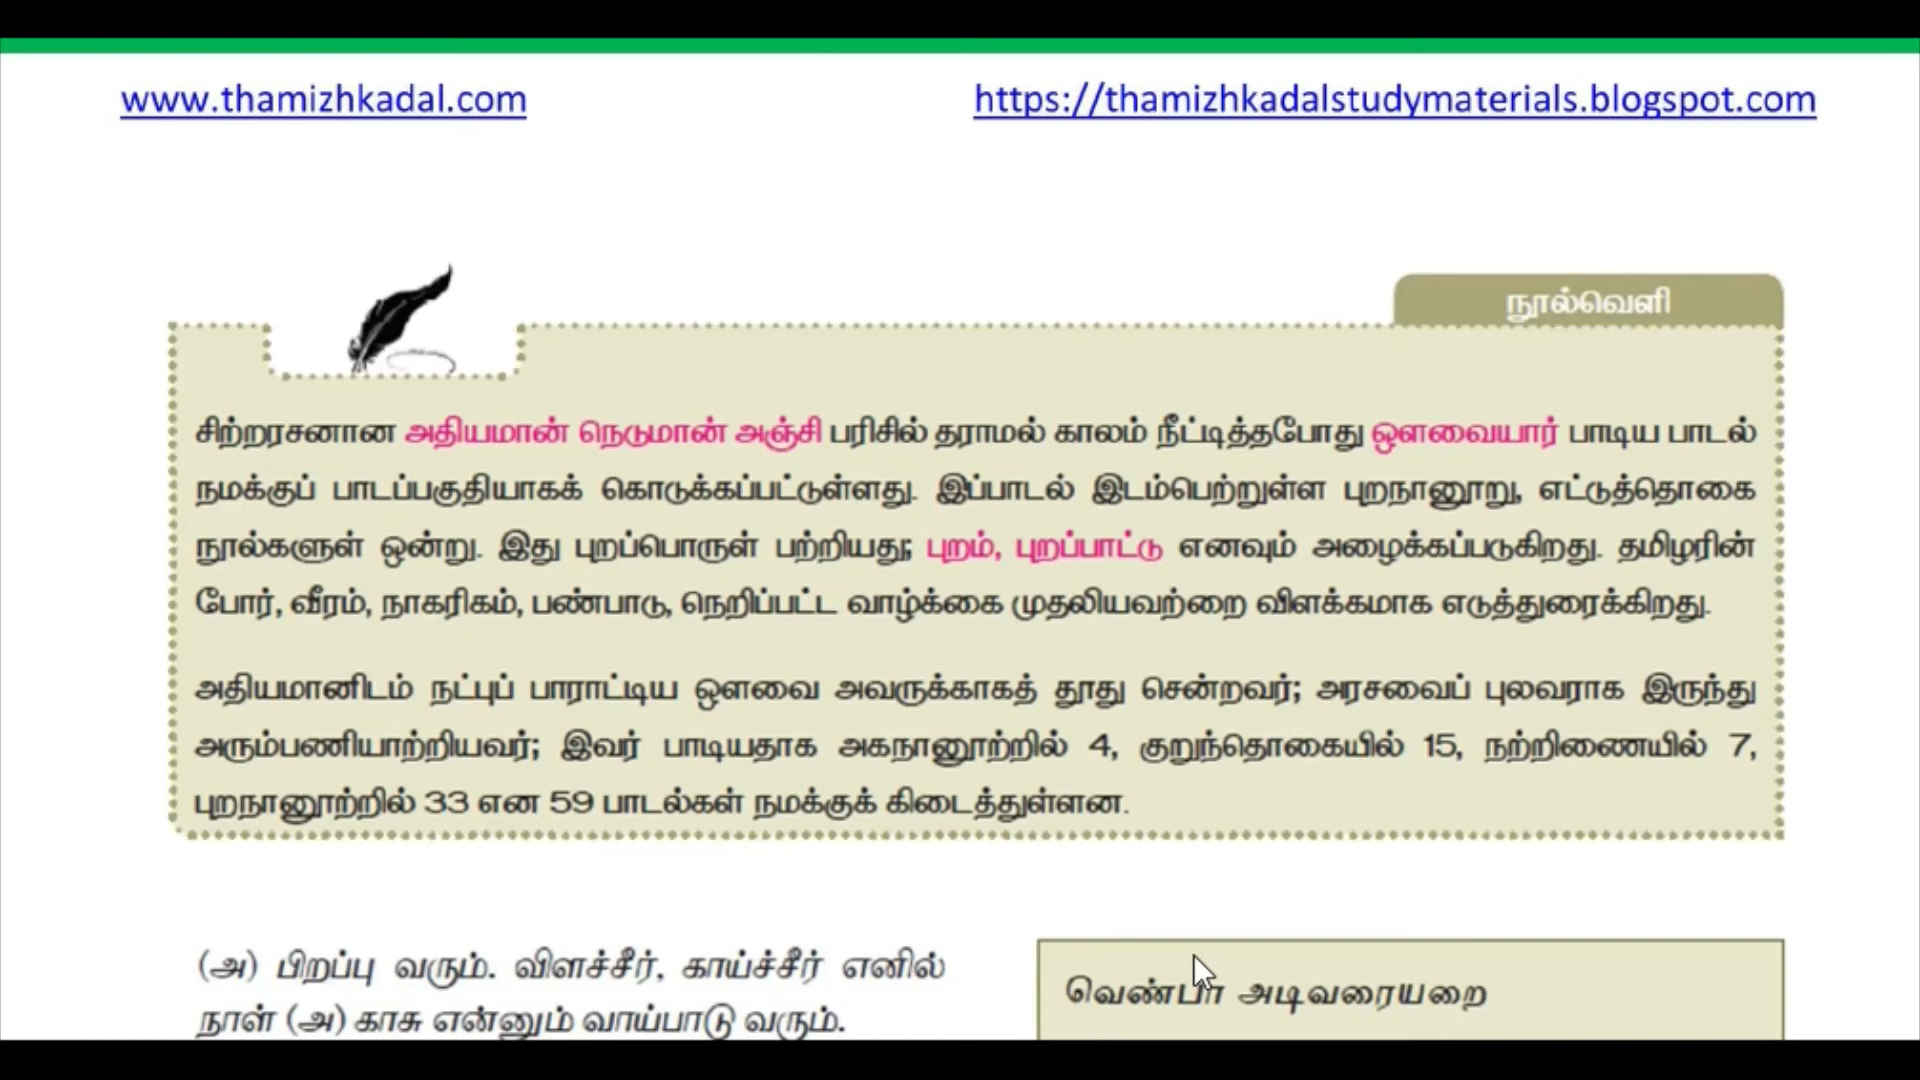 www.thamizhkadal.com
https://thamizhkadalstudymaterials.blogspot.com
நூல்வெளி
சிற்றரசனான அதியமான் நெடுமான் அஞ்சி பரிசில் தராமல் காலம் நீட்டித்தபோது ஔவையார் பாடிய பாடல்
நமக்குப் பாடப்பகுதியாகக் கொடுக்கப்பட்டுள்ளது. இப்பாடல் இடம்பெற்றுள்ள புறநானூறு, எட்டுத்தொகை
நூல்களுள் ஒன்று. இது புறப்பொருள் பற்றியது; புறம், புறப்பாட்டு எனவும் அழைக்கப்படுகிறது. தமிழரின்
போர், வீரம், நாகரிகம், பண்பாடு, நெறிப்பட்ட வாழ்க்கை முதலியவற்றை விளக்கமாக எடுத்துரைக்கிறது.
அதியமானிடம் நட்புப் பாராட்டிய ஔவை அவருக்காகத் தூது சென்றவர்; அரசவைப் புலவராக இருந்து
அரும்பணியாற்றியவர்; இவர் பாடியதாக அகநானூற்றில் 4, குறுந்தொகையில் 15, நற்றிணையில் 7,
புறநானூற்றில் 33 என 59 பாடல்கள் நமக்குக் கிடைத்துள்ளன.
(அ) பிறப்பு வரும். விளச்சீர், காய்ச்சீர் எனில்
நாள் (அ) காசு என்னும் வாய்பாடு வரும்.
வெண்பா அடிவரையறை